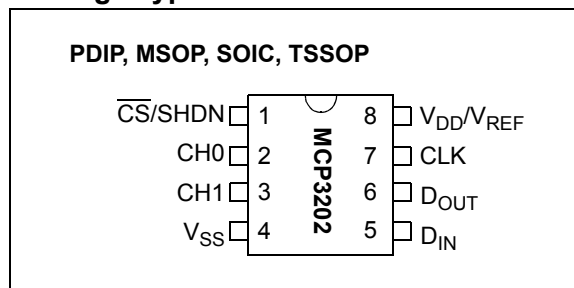 PDIP, MSOP, SOIC, TSSOP
CS/SHDN 1 8 VDD/VREF
CH0 2 7 CLK
CH1 3 6 DOUT
VSS 4 5 DIN
MCP3202